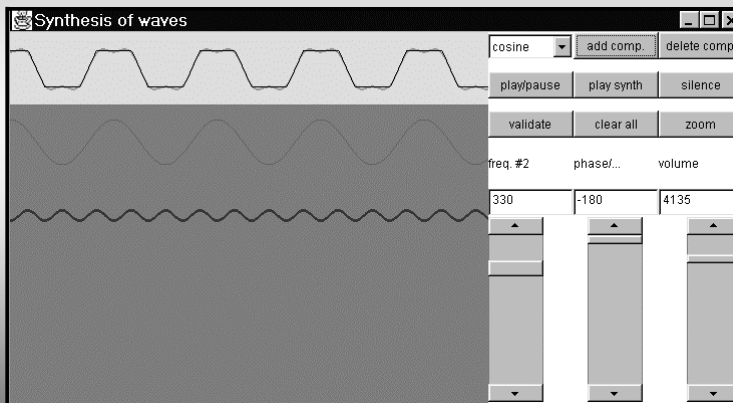 Synthesis of waves
cosine add comp. delete comp
play/pause play synth silence
validate clear all zoom
freq. #2 phase/... volume
330 -180 4135